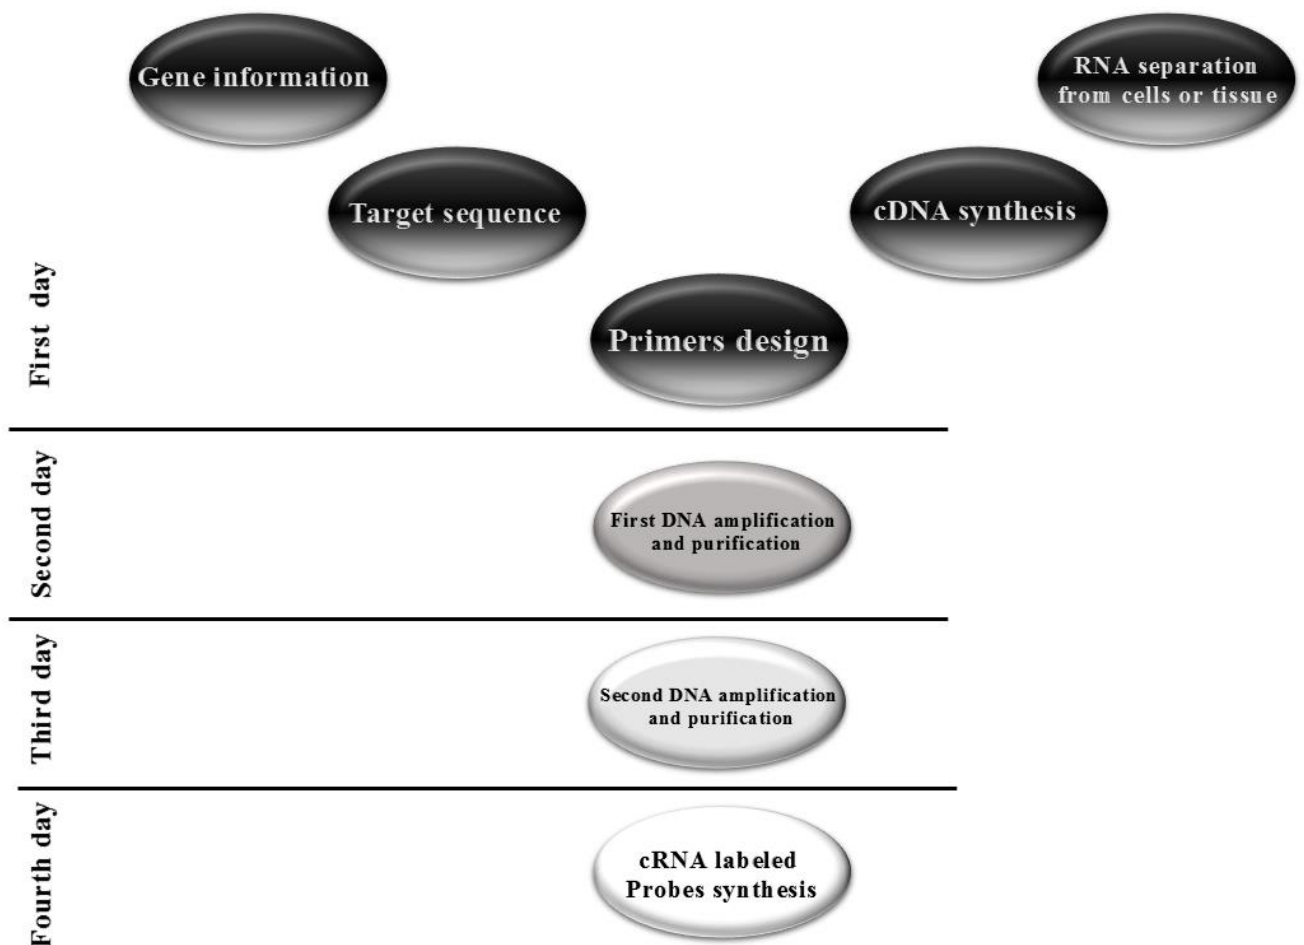 Gene information
RNA separation
from cells or tissue
Target sequence
cDNA synthesis
First day
Primers design
Second day
First DNA amplification
and purification
Third day
Second DNA amplification
and purification
Fourth day
cRNA labeled
Probes synthesis